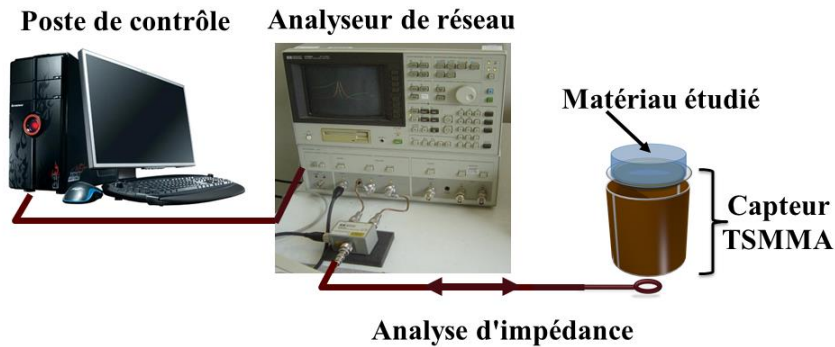 Poste de contrôle
Analyseur de réseau
Matériau étudié
Capteur
TSMMA
Analyse d'impédance